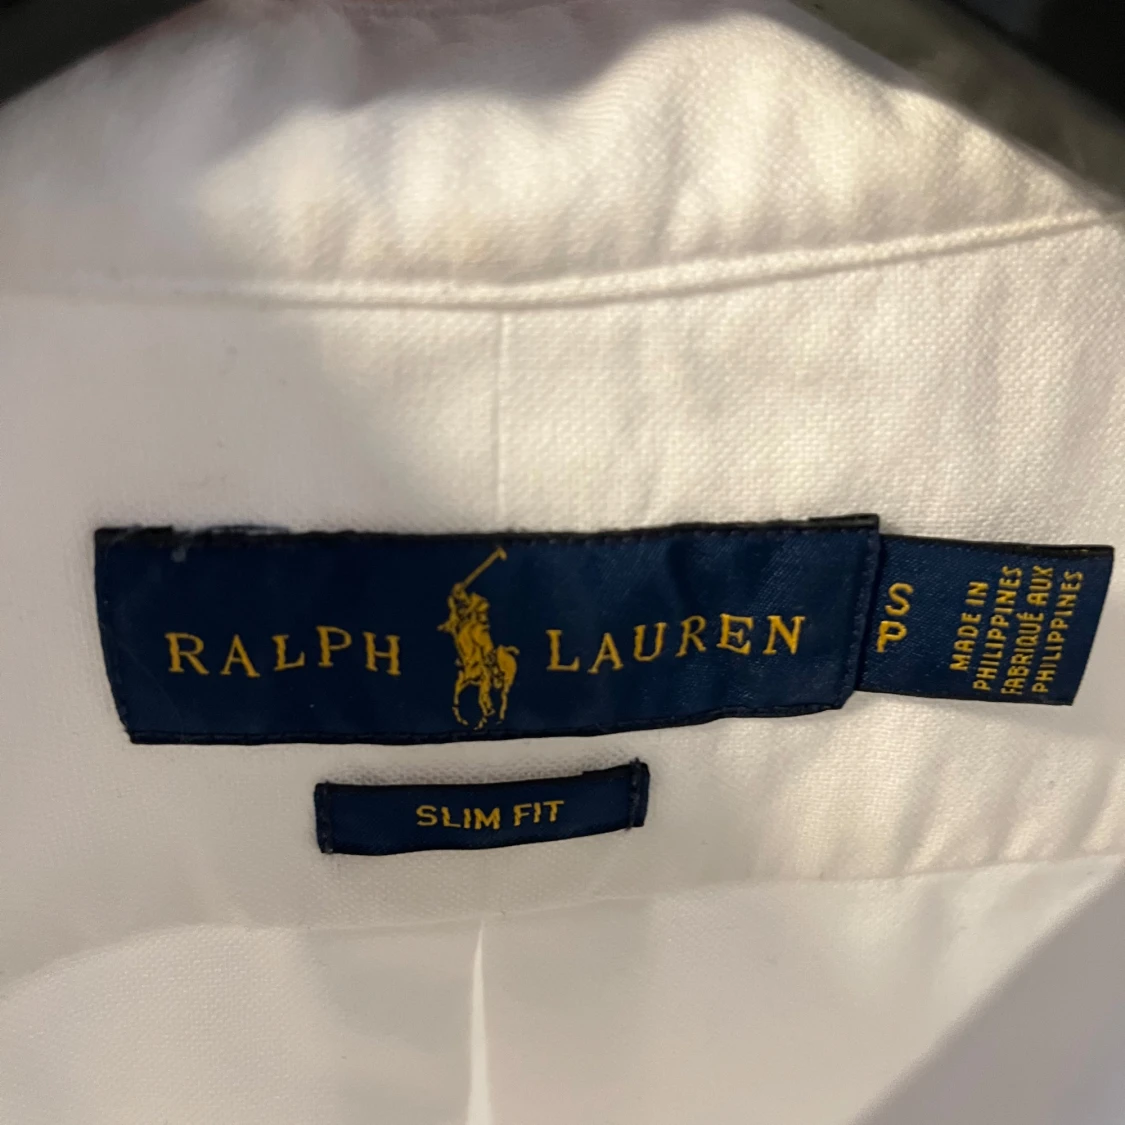 RALPH LAUREN
S
P
MADE IN
PHILIPPINES
FABRIQUÉ AUX
PHILIPPINES
SLIM FIT